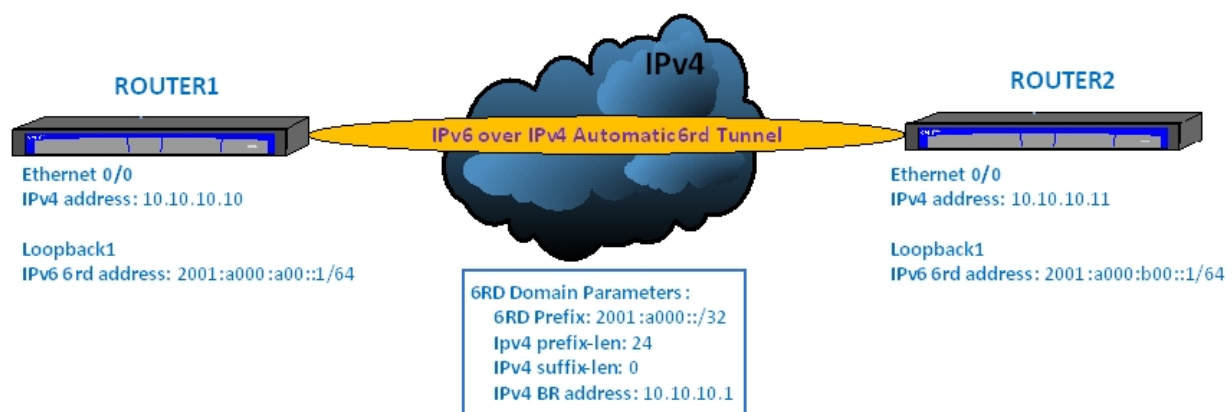 ROUTER1
IPv4
ROUTER2
IPv6 over IPv4 Automatic6rd Tunnel
Ethernet 0/0
IPv4 address: 10.10.10.10
Loopback1
IPv6 6rd address: 2001:a000:a00::1/64
Ethernet 0/0
IPv4 address: 10.10.10.11
Loopback1
IPv6 6rd address: 2001:a000:b00::1/64
6RD Domain Parameters:
6RD Prefix: 2001:a000::/32
Ipv4 prefix-len: 24
IPv4 suffix-len: 0
IPv4 BR address: 10.10.10.1